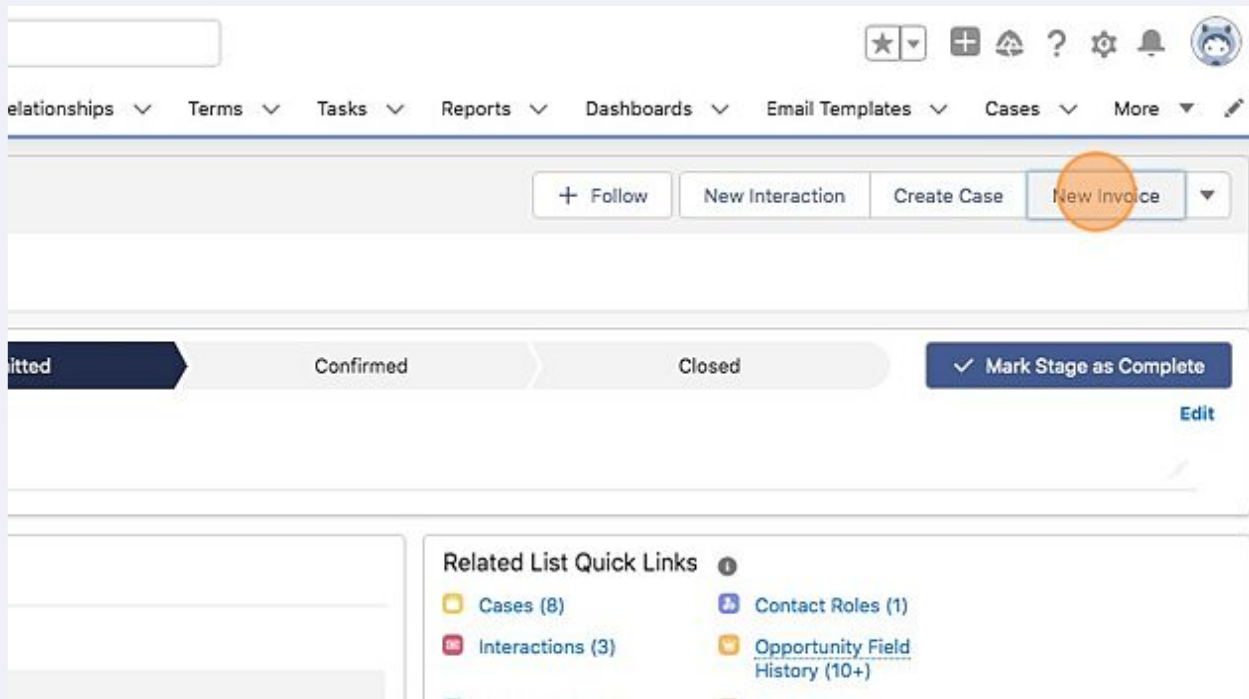 elationships Terms Tasks Reports Dashboards Email Templates Cases More
+ Follow New Interaction Create Case New Invoice
itted Confirmed Closed ✓ Mark Stage as Complete
Edit
Related List Quick Links
Cases (8) Contact Roles (1)
Interactions (3) Opportunity Field
History (10+)